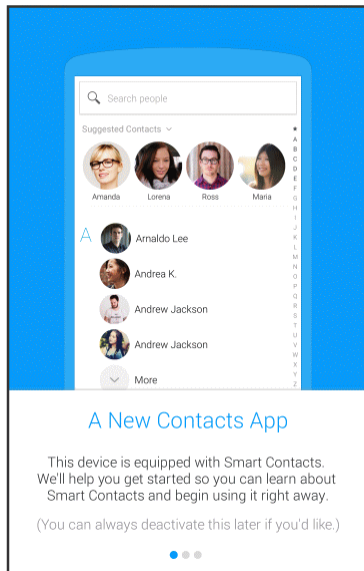 Search people
Suggested Contacts
Amanda Lorena Ross Maria
A
Arnaldo Lee
Andrea K.
Andrew Jackson
Andrew Jackson
More
★
A
B
C
D
E
F
G
H
I
J
K
L
M
N
O
P
Q
R
S
T
U
V
W
X
Y
Z
A New Contacts App
This device is equipped with Smart Contacts.
We'll help you get started so you can learn about
Smart Contacts and begin using it right away.
(You can always deactivate this later if you'd like.)